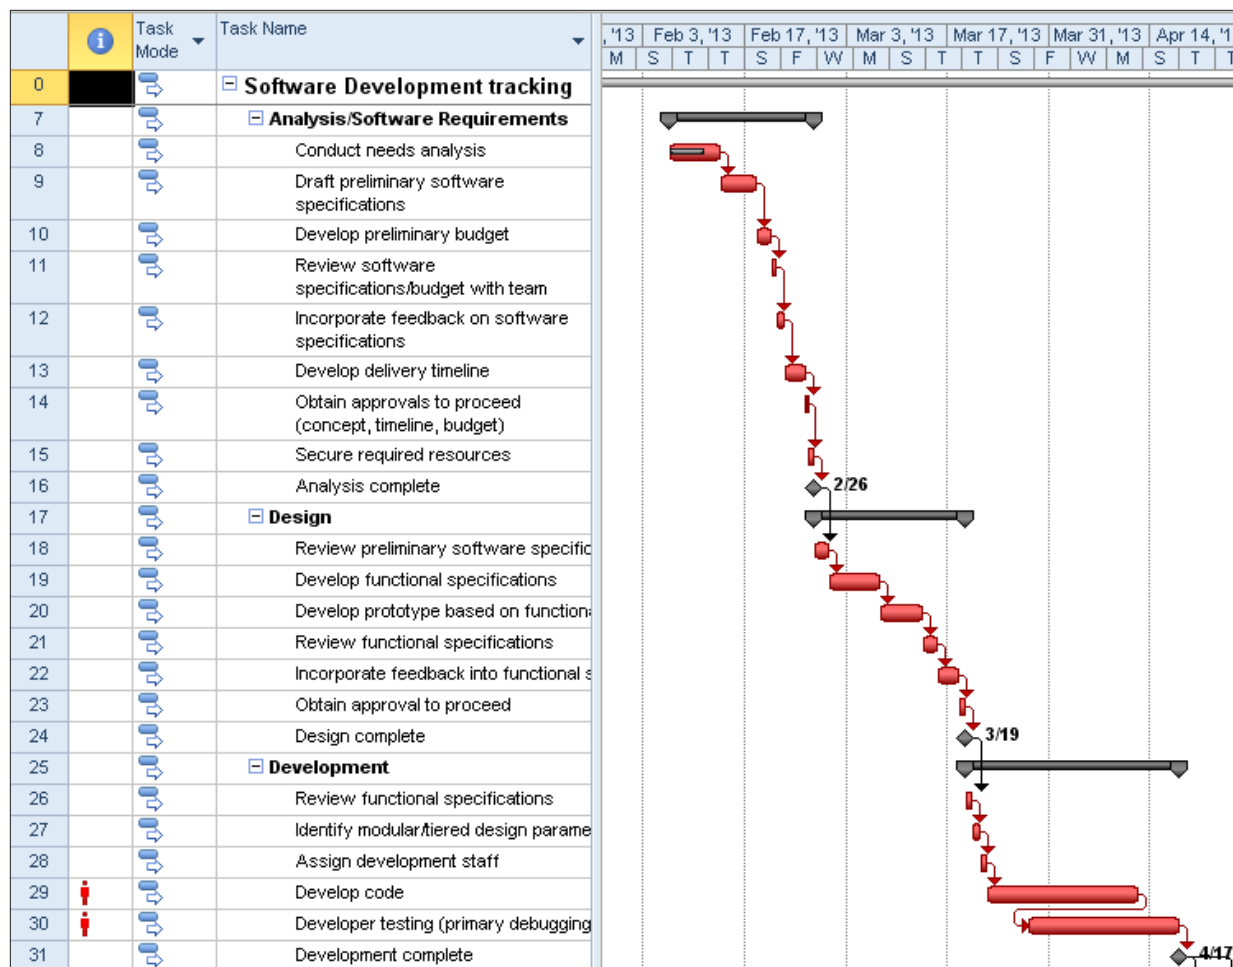 Task Mode
Task Name
, '13
Feb 3, '13
Feb 17, '13
Mar 3, '13
Mar 17, '13
Mar 31, '13
Apr 14, '1
M S T T S F W M S T T S F W M S T T
0 Software Development tracking
7 Analysis/Software Requirements
8 Conduct needs analysis
9 Draft preliminary software
specifications
10 Develop preliminary budget
11 Review software
specifications/budget with team
12 Incorporate feedback on software
specifications
13 Develop delivery timeline
14 Obtain approvals to proceed
(concept, timeline, budget)
15 Secure required resources
16 Analysis complete 2/26
17 Design
18 Review preliminary software specific
19 Develop functional specifications
20 Develop prototype based on functiona
21 Review functional specifications
22 Incorporate feedback into functional s
23 Obtain approval to proceed
24 Design complete 3/19
25 Development
26 Review functional specifications
27 Identify modular/tiered design parame
28 Assign development staff
29 Develop code
30 Developer testing (primary debugging
31 Development complete 4/17